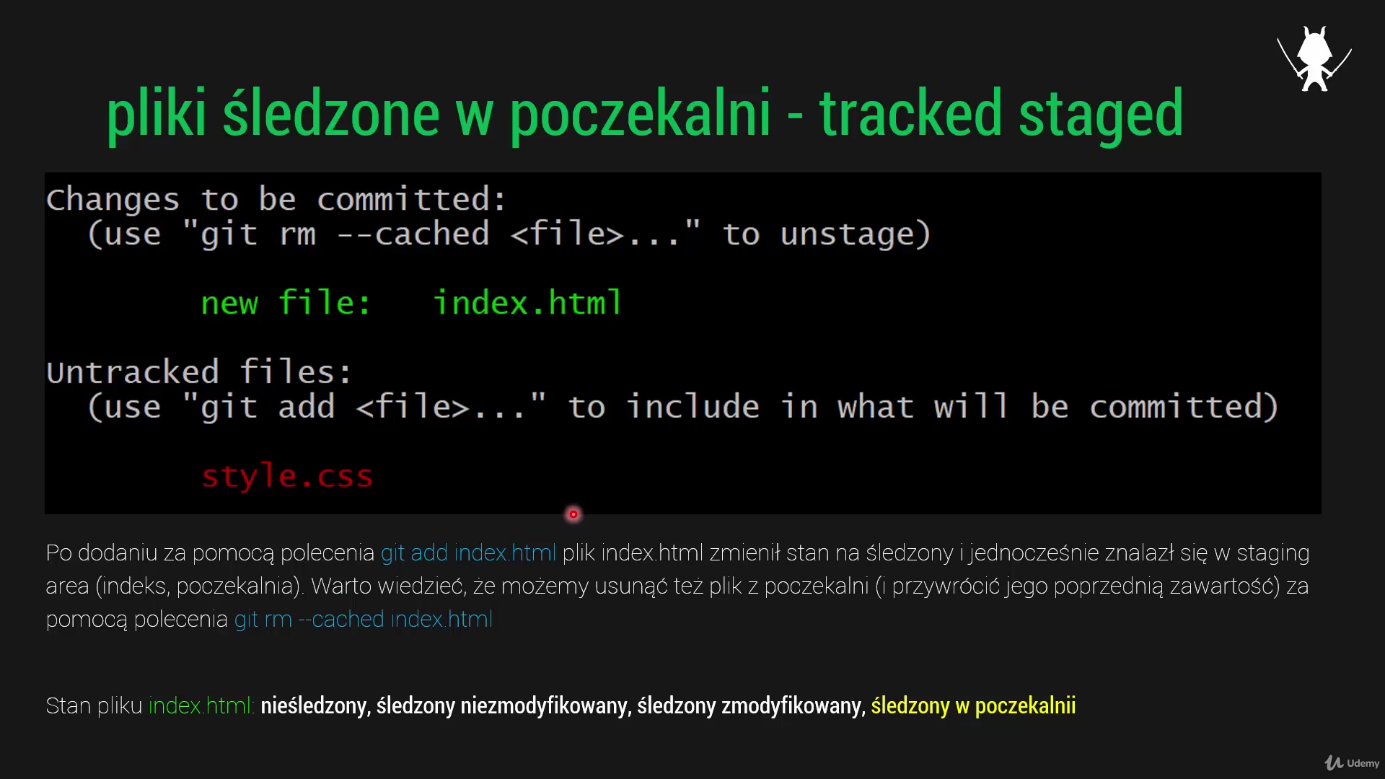 pliki śledzone w poczekalni - tracked staged
Changes to be committed:
(use "git rm --cached <file>..." to unstage)
new file: index.html
Untracked files:
(use "git add <file>..." to include in what will be committed)
style.css
Po dodaniu za pomocą polecenia git add index.html plik index.html zmienił stan na śledzony i jednocześnie znalazł się w staging
area (indeks, poczekalnia). Warto wiedzieć, że możemy usunąć też plik z poczekalni (i przywrócić jego poprzednią zawartość) za
pomocą polecenia git rm --cached index.html
Stan pliku index.html: nieśledzony, śledzony niezmodyfikowany, śledzony zmodyfikowany, śledzony w poczekalnii
Udemy